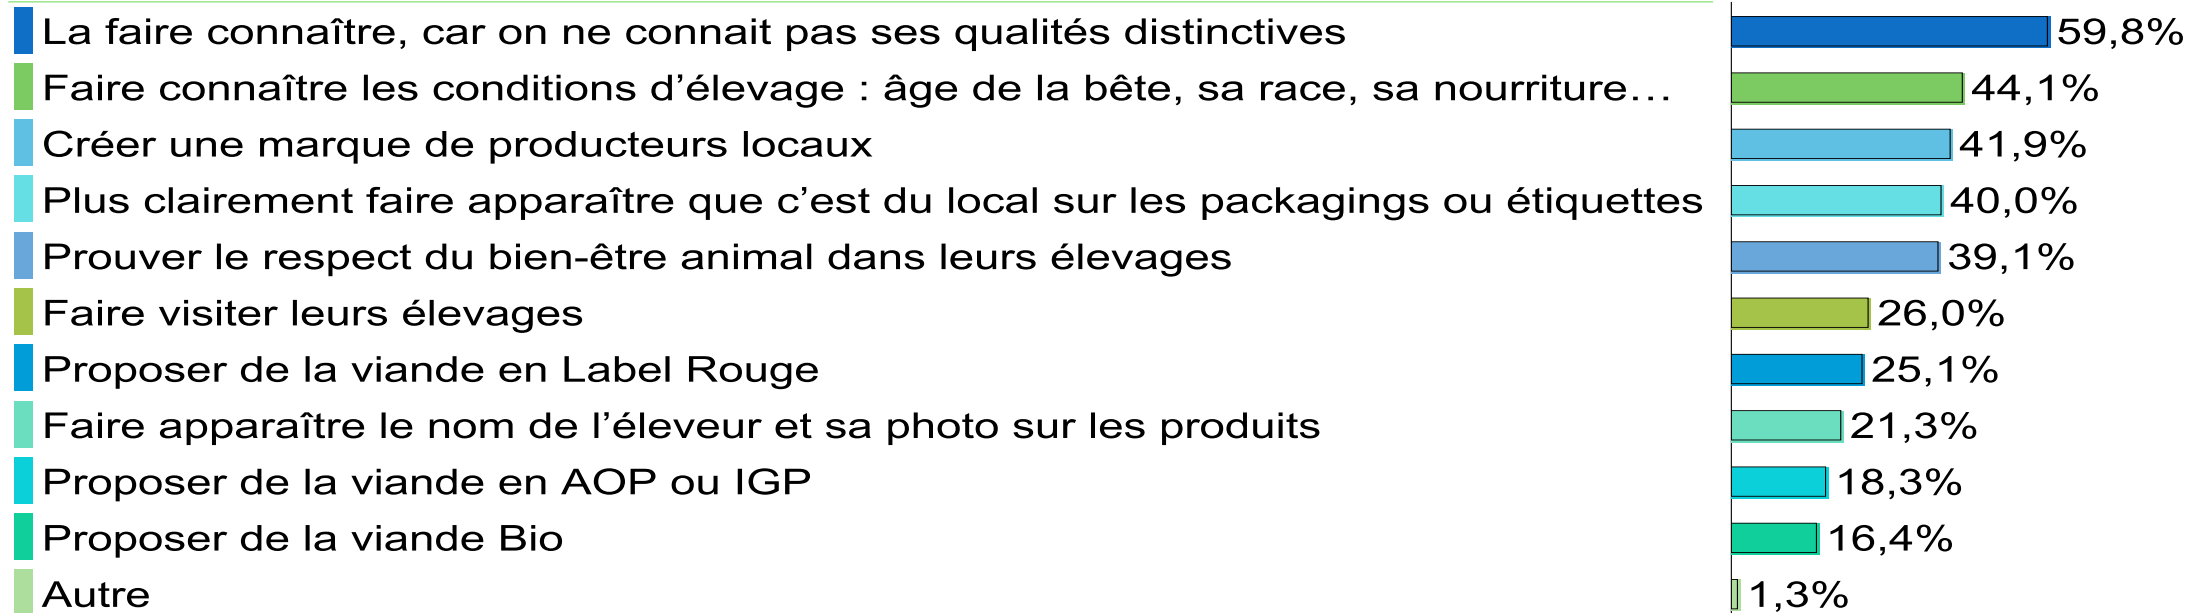 La faire connaître, car on ne connait pas ses qualités distinctives 59,8%
Faire connaître les conditions d’élevage : âge de la bête, sa race, sa nourriture… 44,1%
Créer une marque de producteurs locaux 41,9%
Plus clairement faire apparaître que c’est du local sur les packagings ou étiquettes 40,0%
Prouver le respect du bien-être animal dans leurs élevages 39,1%
Faire visiter leurs élevages 26,0%
Proposer de la viande en Label Rouge 25,1%
Faire apparaître le nom de l’éleveur et sa photo sur les produits 21,3%
Proposer de la viande en AOP ou IGP 18,3%
Proposer de la viande Bio 16,4%
Autre 1,3%